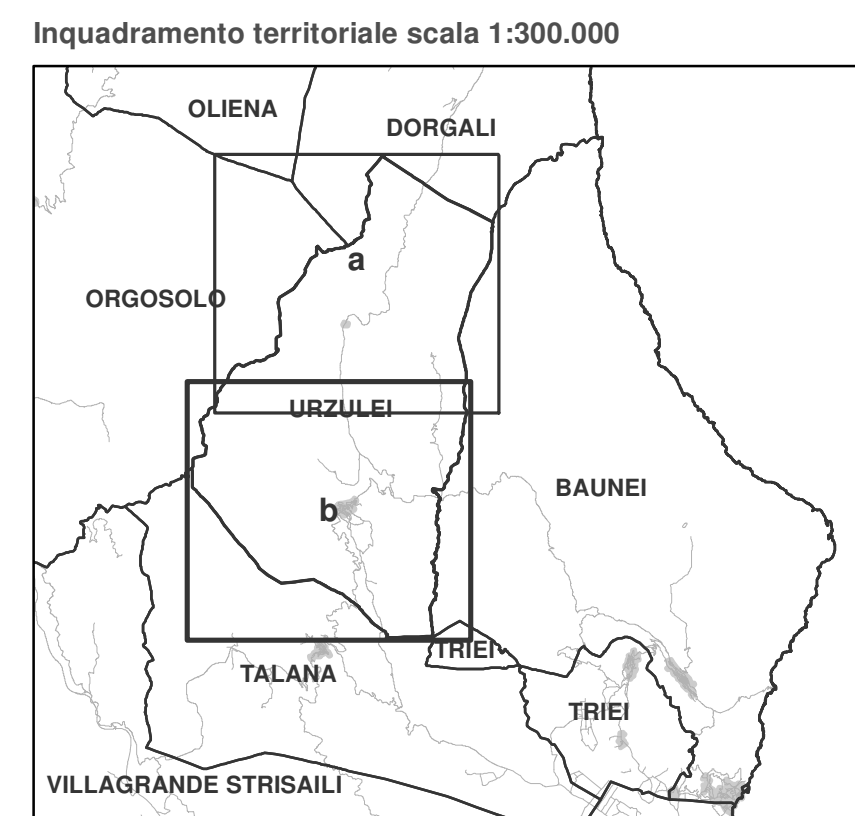 Inquadramento territoriale scala 1:300.000
OLIENA
DORGALI
a
ORGOSOLO
URZULEI
BAUNEI
b
TRIEI
TALANA
TRIEI
VILLAGRANDE STRISAILI